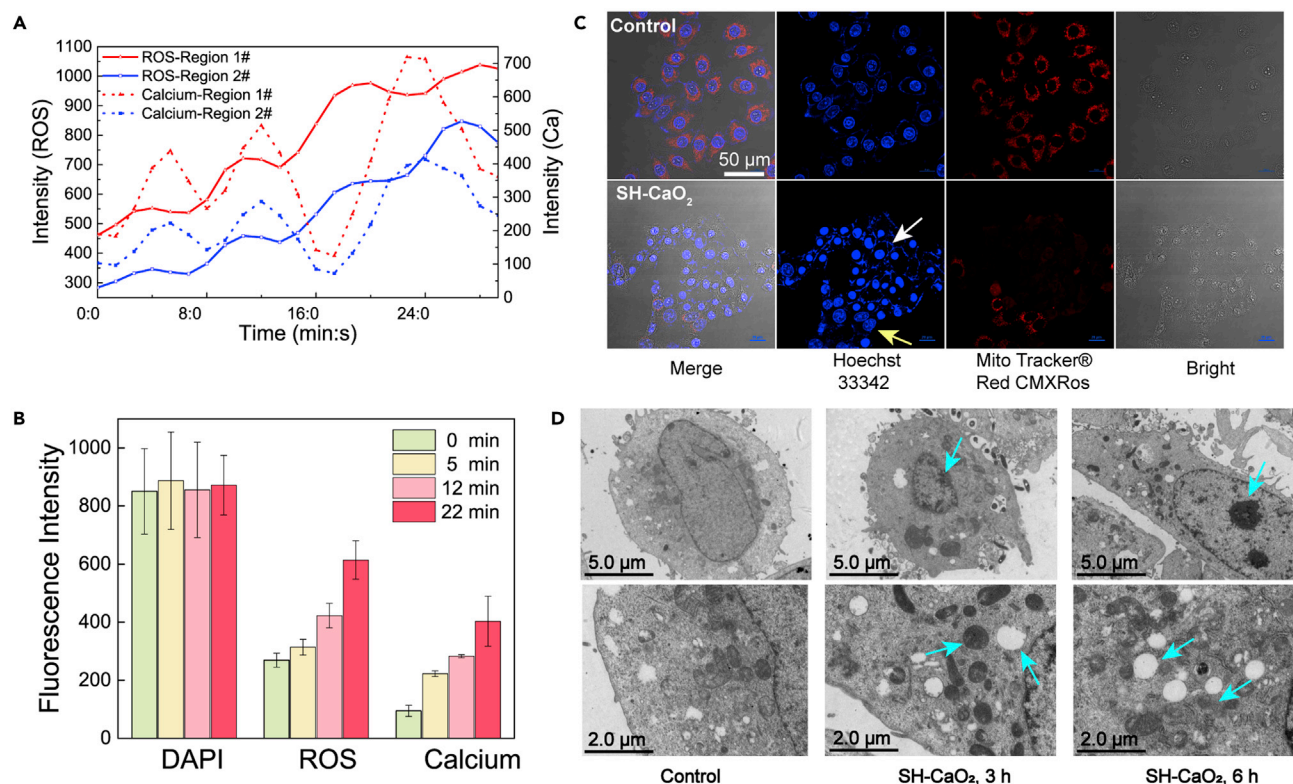 A
1100
1000
900
800
700
600
500
400
300
Intensity (ROS)
ROS-Region 1#
ROS-Region 2#
Calcium-Region 1#
Calcium-Region 2#
700
600
500
400
300
200
100
0
Intensity (Ca)
0:0
8:0
16:0
24:0
Time (min:s)
B
1000
800
600
400
200
0
Fluorescence Intensity
0 min
5 min
12 min
22 min
DAPI
ROS
Calcium
C
Control
50 µm
SH-CaO₂
Merge
Hoechst
33342
Mito Tracker®
Red CMXRos
Bright
D
5.0 µm
5.0 µm
5.0 µm
2.0 µm
2.0 µm
2.0 µm
Control
SH-CaO₂, 3 h
SH-CaO₂, 6 h